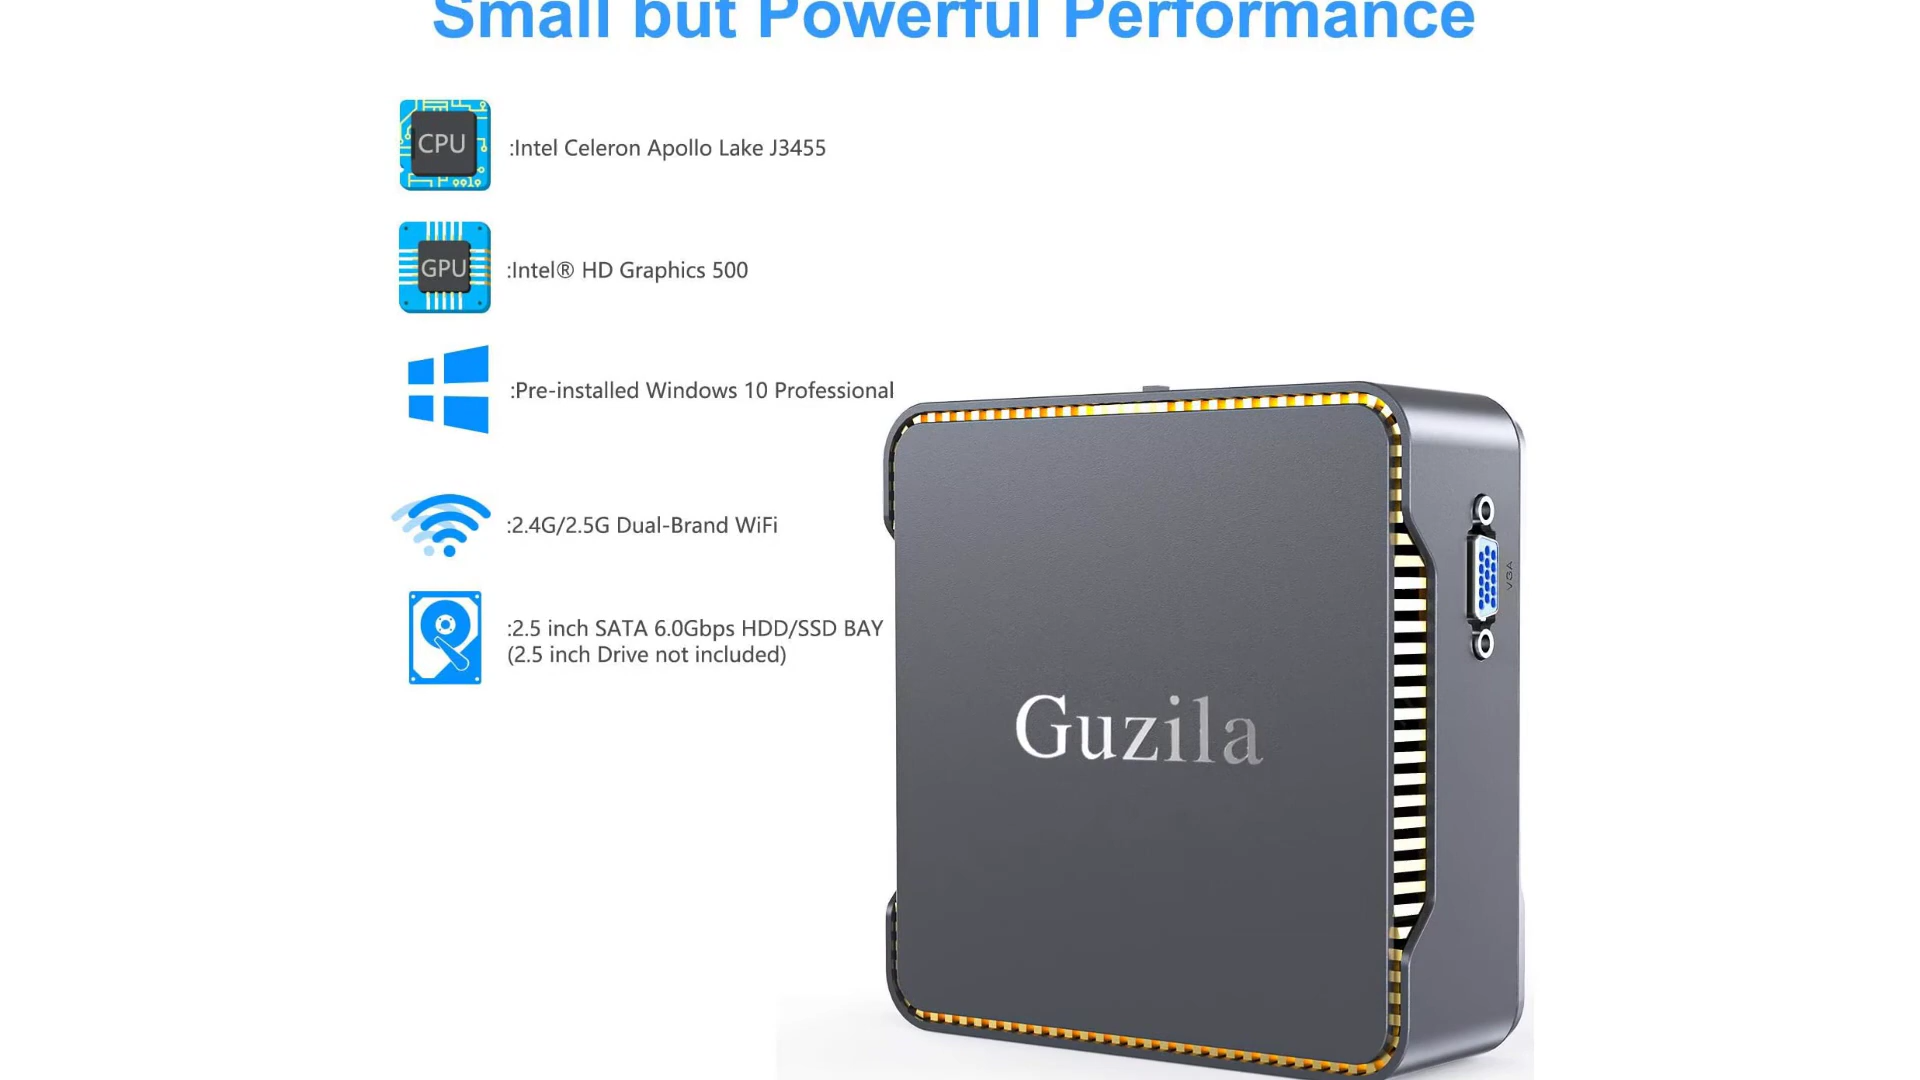 Small but Powerful Performance
CPU
:Intel Celeron Apollo Lake J3455
GPU
:Intel® HD Graphics 500
:Pre-installed Windows 10 Professional
:2.4G/2.5G Dual-Brand WiFi
:2.5 inch SATA 6.0Gbps HDD/SSD BAY
(2.5 inch Drive not included)
VGA
Guzila